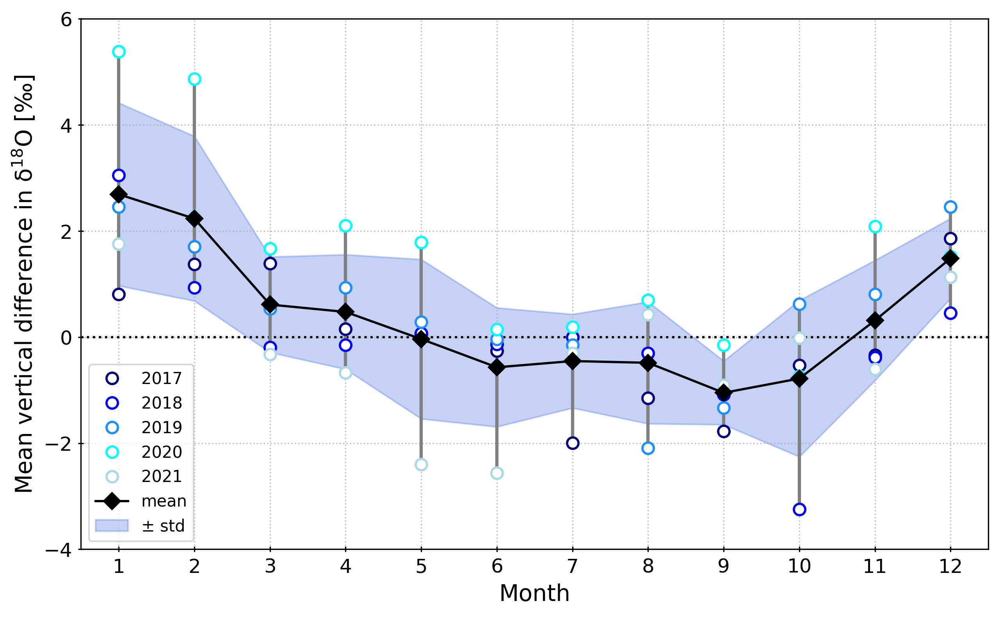 Mean vertical difference in δ¹⁸O [‰]
6
4
2
0
−2
−4
2017
2018
2019
2020
2021
mean
± std
1 2 3 4 5 6 7 8 9 10 11 12
Month